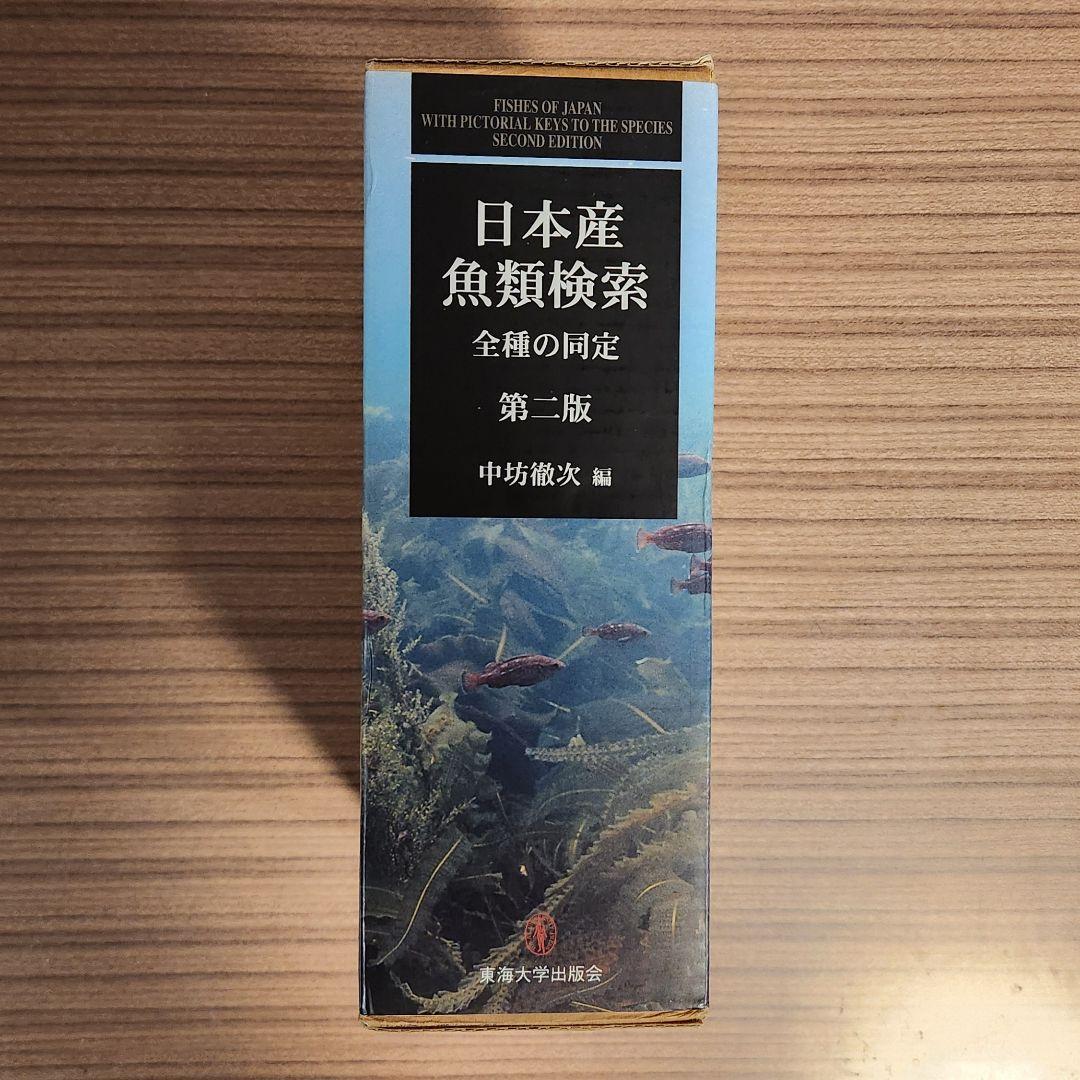 FISHES OF JAPAN
WITH PICTORIAL KEYS TO THE SPECIES
SECOND EDITION
日本産
魚類検索
全種の同定
第二版
中坊徹次 編
東海大学出版会